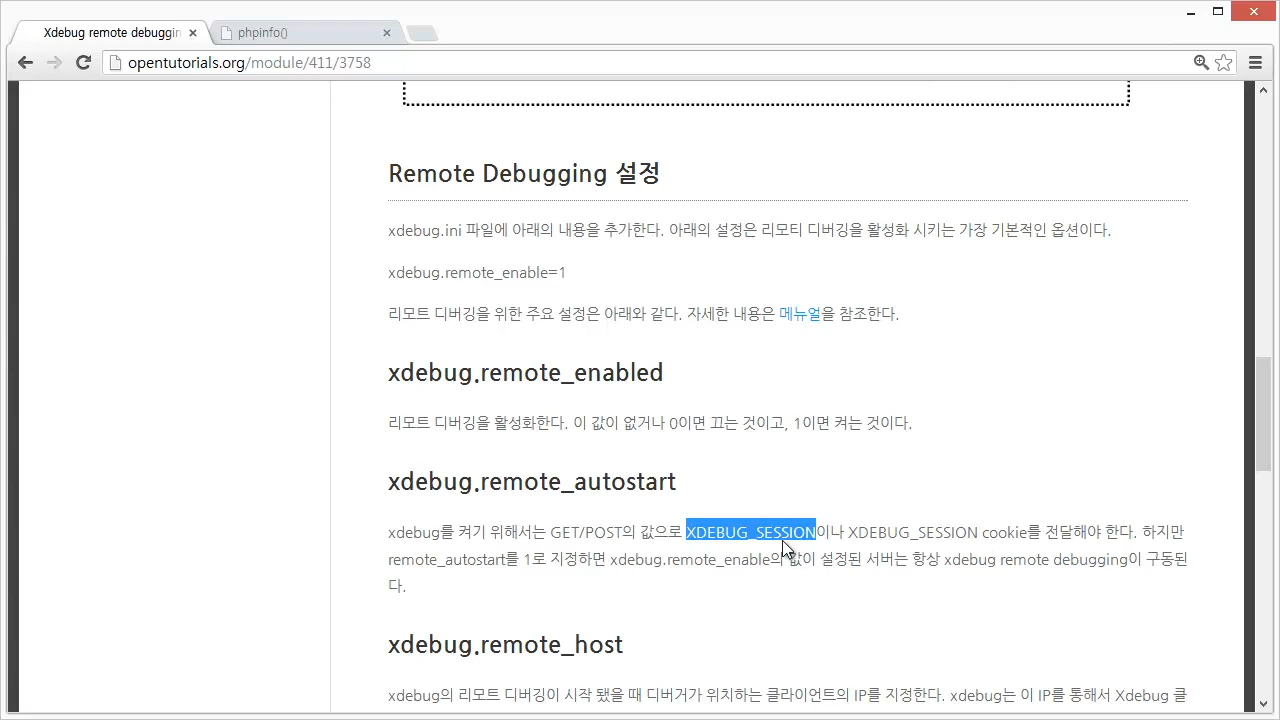 Xdebug remote debuggin
phpinfo()
opentutorials.org/module/411/3758
Remote Debugging 설정
xdebug.ini 파일에 아래의 내용을 추가한다. 아래의 설정은 리모티 디버깅을 활성화 시키는 가장 기본적인 옵션이다.
xdebug.remote_enable=1
리모트 디버깅을 위한 주요 설정은 아래와 같다. 자세한 내용은 메뉴얼을 참조한다.
xdebug.remote_enabled
리모트 디버깅을 활성화한다. 이 값이 없거나 0이면 끄는 것이고, 1이면 켜는 것이다.
xdebug.remote_autostart
xdebug를 켜기 위해서는 GET/POST의 값으로 XDEBUG_SESSION이나 XDEBUG_SESSION cookie를 전달해야 한다. 하지만
remote_autostart를 1로 지정하면 xdebug.remote_enable의 값이 설정된 서버는 항상 xdebug remote debugging이 구동된
다.
xdebug.remote_host
xdebug의 리모트 디버깅이 시작 됐을 때 디버거가 위치하는 클라이언트의 IP를 지정한다. xdebug는 이 IP를 통해서 Xdebug 클